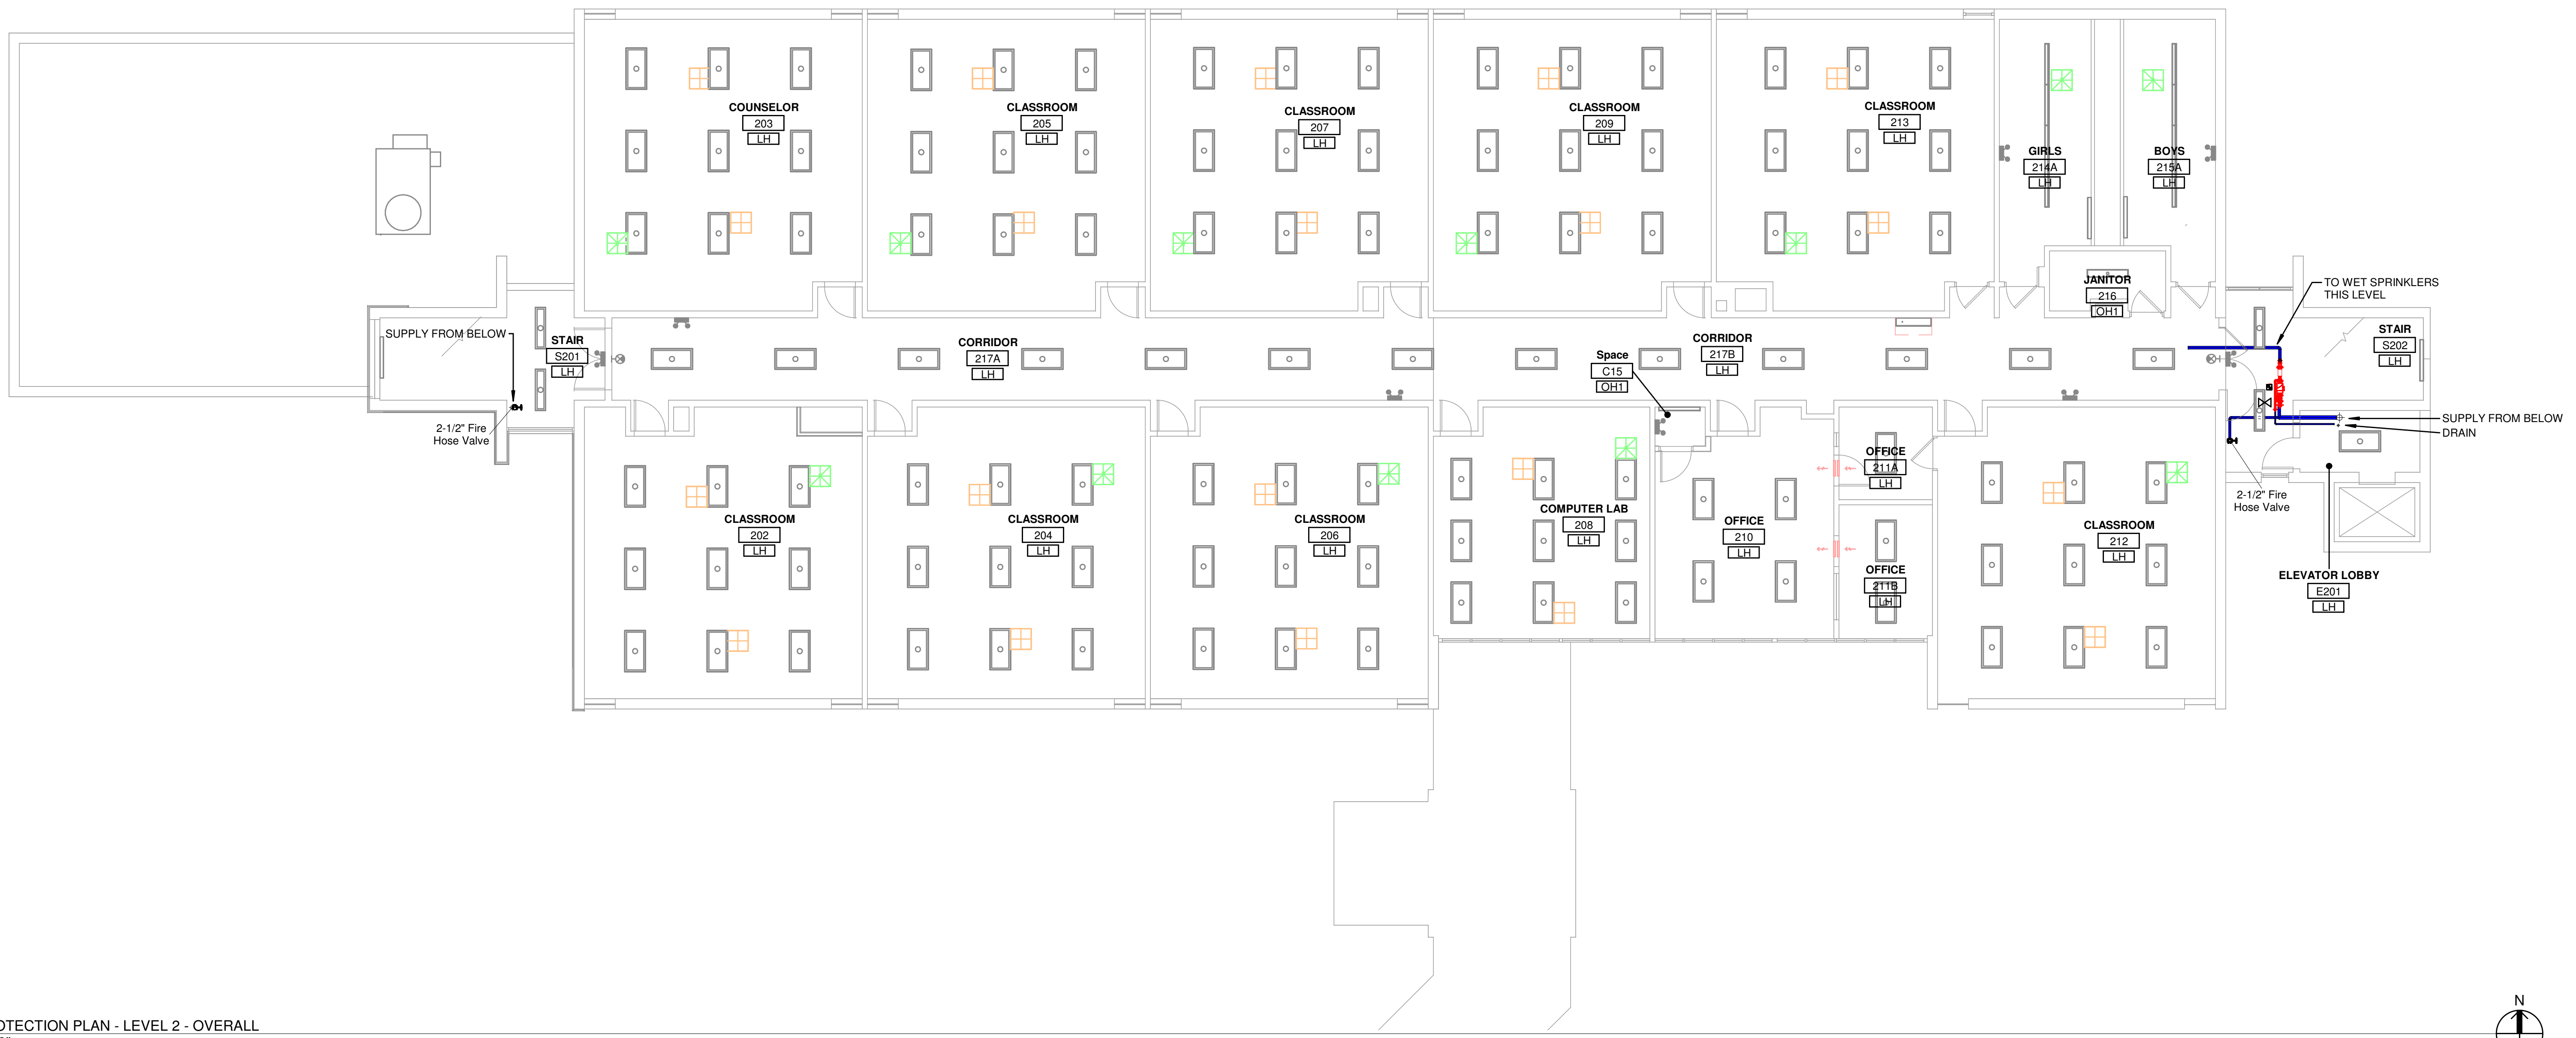 COUNSELOR
203
LH
CLASSROOM
205
LH
CLASSROOM
207
LH
CLASSROOM
209
LH
CLASSROOM
213
LH
GIRLS
214A
LH
BOYS
215A
LH
JANITOR
216
OH1
TO WET SPRINKLERS
THIS LEVEL
SUPPLY FROM BELOW
STAIR
S201
LH
CORRIDOR
217A
LH
Space
C15
OH1
CORRIDOR
217B
LH
STAIR
S202
LH
2-1/2" Fire
Hose Valve
SUPPLY FROM BELOW
DRAIN
CLASSROOM
202
LH
CLASSROOM
204
LH
CLASSROOM
206
LH
COMPUTER LAB
208
LH
OFFICE
210
LH
OFFICE
211A
LH
OFFICE
211B
LH
CLASSROOM
212
LH
2-1/2" Fire
Hose Valve
ELEVATOR LOBBY
E201
LH
OTECTION PLAN - LEVEL 2 - OVERALL
N